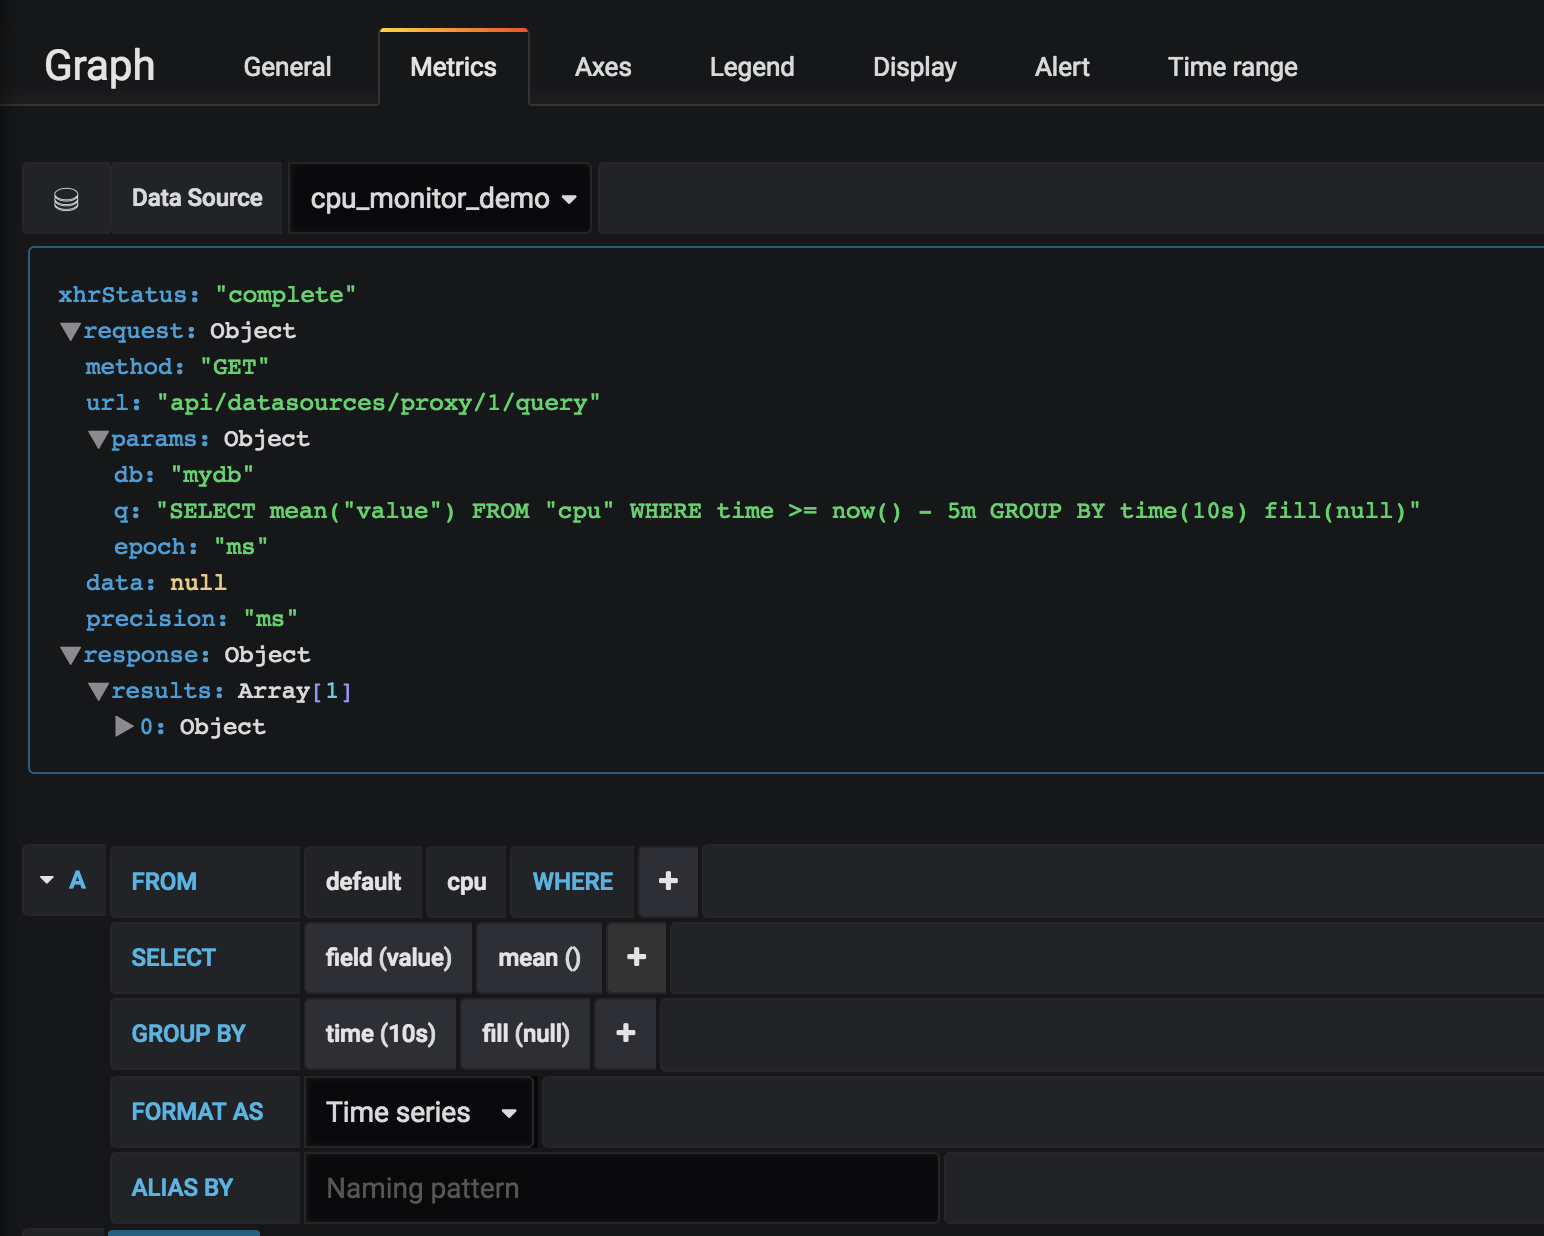 Graph General Metrics Axes Legend Display Alert Time range
Data Source cpu_monitor_demo
xhrStatus: "complete"
request: Object
method: "GET"
url: "api/datasources/proxy/1/query"
params: Object
db: "mydb"
q: "SELECT mean("value") FROM "cpu" WHERE time >= now() - 5m GROUP BY time(10s) fill(null)"
epoch: "ms"
data: null
precision: "ms"
response: Object
results: Array[1]
0: Object
A FROM default cpu WHERE +
SELECT field (value) mean () +
GROUP BY time (10s) fill (null) +
FORMAT AS Time series
ALIAS BY Naming pattern